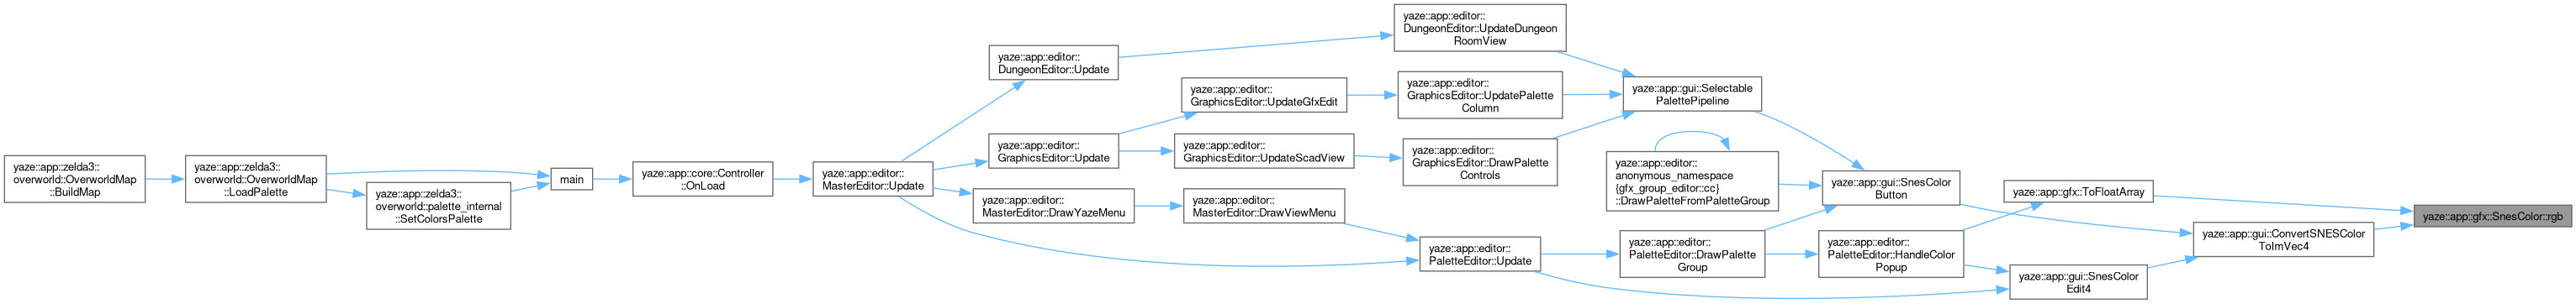 yaze::app::zelda3::
overworld::OverworldMap
::BuildMap
yaze::app::zelda3::
overworld::OverworldMap
::LoadPalette
yaze::app::zelda3::
overworld::palette_internal
::SetColorsPalette
main
yaze::app::core::Controller
::OnLoad
yaze::app::editor::
MasterEditor::Update
yaze::app::editor::
DungeonEditor::Update
yaze::app::editor::
GraphicsEditor::Update
yaze::app::editor::
MasterEditor::DrawYazeMenu
yaze::app::editor::
GraphicsEditor::UpdateGfxEdit
yaze::app::editor::
GraphicsEditor::UpdateScadView
yaze::app::editor::
MasterEditor::DrawViewMenu
yaze::app::editor::
DungeonEditor::UpdateDungeon
RoomView
yaze::app::editor::
GraphicsEditor::UpdatePalette
Column
yaze::app::editor::
GraphicsEditor::DrawPalette
Controls
yaze::app::editor::
PaletteEditor::Update
yaze::app::gui::Selectable
PalettePipeline
yaze::app::editor::
anonymous_namespace
{gfx_group_editor::cc}
::DrawPaletteFromPaletteGroup
yaze::app::editor::
PaletteEditor::DrawPalette
Group
yaze::app::gui::SnesColor
Button
yaze::app::editor::
PaletteEditor::HandleColor
Popup
yaze::app::gfx::ToFloatArray
yaze::app::gui::SnesColor
Edit4
yaze::app::gui::ConvertSNESColor
ToImVec4
yaze::app::gfx::SnesColor::rgb